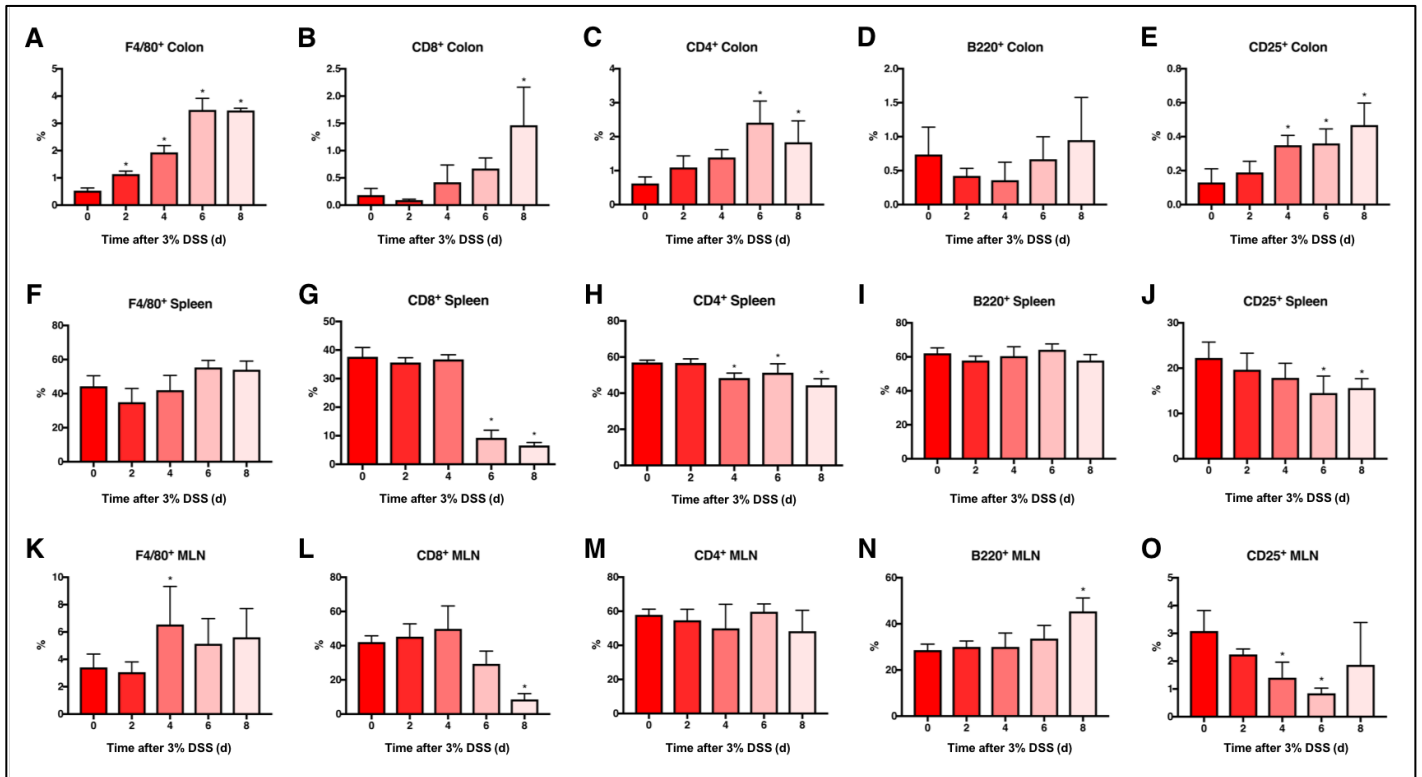 A
F4/80⁺ Colon
5
4
3
2
1
0
%
*
*
*
*
0 2 4 6 8
Time after 3% DSS (d)
B
CD8⁺ Colon
2.5
2.0
1.5
1.0
0.5
0.0
%
*
0 2 4 6 8
Time after 3% DSS (d)
C
CD4⁺ Colon
4
3
2
1
0
%
*
*
0 2 4 6 8
Time after 3% DSS (d)
D
B220⁺ Colon
2.0
1.5
1.0
0.5
0.0
%
0 2 4 6 8
Time after 3% DSS (d)
E
CD25⁺ Colon
0.8
0.6
0.4
0.2
0.0
%
*
*
*
0 2 4 6 8
Time after 3% DSS (d)
F
F4/80⁺ Spleen
80
60
40
20
0
%
0 2 4 6 8
Time after 3% DSS (d)
G
CD8⁺ Spleen
50
40
30
20
10
0
%
*
*
0 2 4 6 8
Time after 3% DSS (d)
H
CD4⁺ Spleen
80
60
40
20
0
%
*
*
*
0 2 4 6 8
Time after 3% DSS (d)
I
B220⁺ Spleen
80
60
40
20
0
%
0 2 4 6 8
Time after 3% DSS (d)
J
CD25⁺ Spleen
30
20
10
0
%
*
*
0 2 4 6 8
Time after 3% DSS (d)
K
F4/80⁺ MLN
10
8
6
4
2
0
%
*
0 2 4 6 8
Time after 3% DSS (d)
L
CD8⁺ MLN
80
60
40
20
0
%
*
0 2 4 6 8
Time after 3% DSS (d)
M
CD4⁺ MLN
80
60
40
20
0
%
0 2 4 6 8
Time after 3% DSS (d)
N
B220⁺ MLN
60
40
20
0
%
*
0 2 4 6 8
Time after 3% DSS (d)
O
CD25⁺ MLN
5
4
3
2
1
0
%
*
*
0 2 4 6 8
Time after 3% DSS (d)